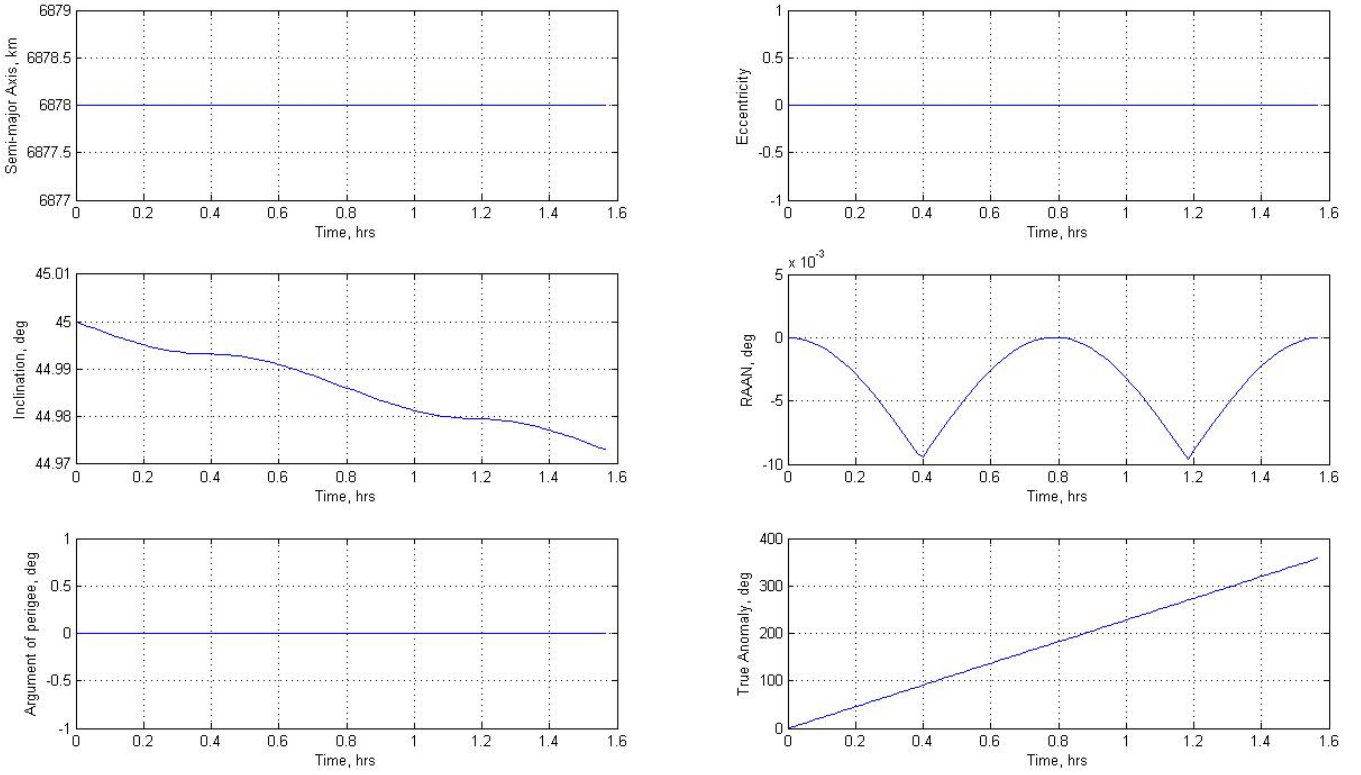 6879
6878.5
6878
6877.5
6877
Semi-major Axis, km
0 0.2 0.4 0.6 0.8 1 1.2 1.4 1.6
Time, hrs
1
0.5
0
-0.5
-1
Eccentricity
0 0.2 0.4 0.6 0.8 1 1.2 1.4 1.6
Time, hrs
45.01
45
44.99
44.98
44.97
Inclination, deg
0 0.2 0.4 0.6 0.8 1 1.2 1.4 1.6
Time, hrs
x 10⁻³
5
0
-5
-10
RAAN, deg
0 0.2 0.4 0.6 0.8 1 1.2 1.4 1.6
Time, hrs
1
0.5
0
-0.5
-1
Argument of perigee, deg
0 0.2 0.4 0.6 0.8 1 1.2 1.4 1.6
Time, hrs
400
300
200
100
0
True Anomaly, deg
0 0.2 0.4 0.6 0.8 1 1.2 1.4 1.6
Time, hrs